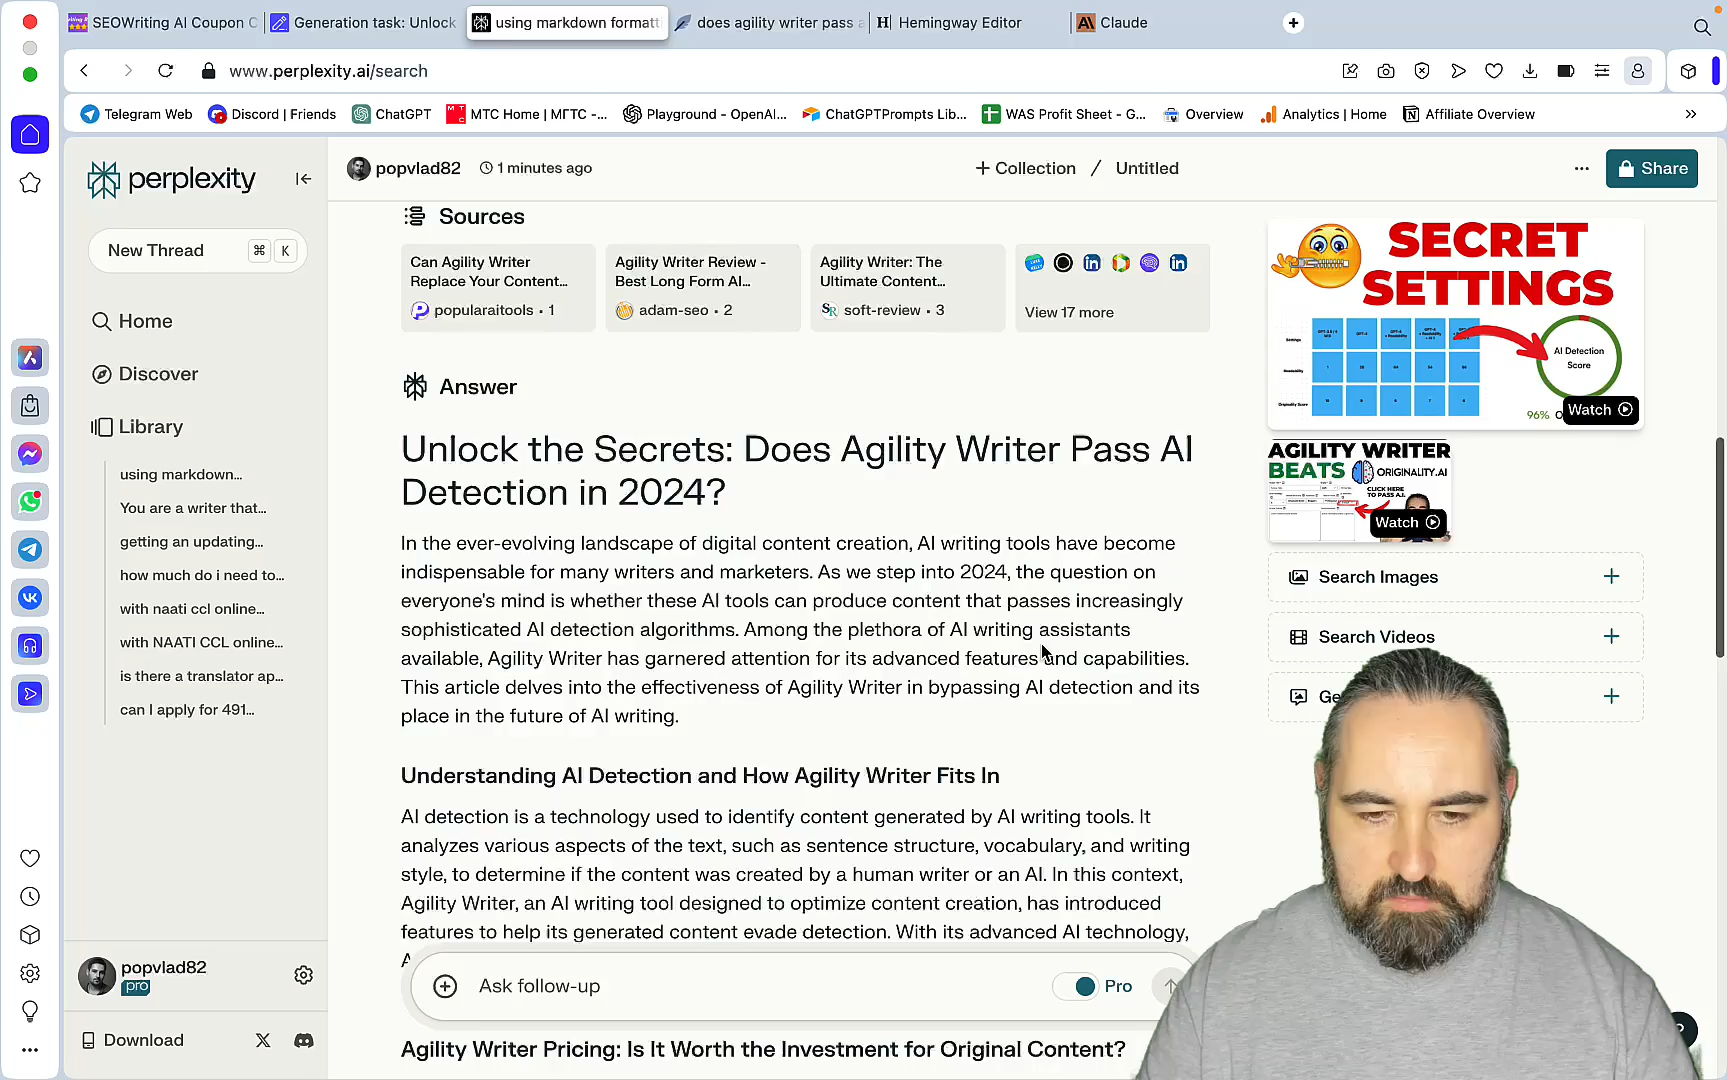 SEOWriting AI Coupon C
Generation task: Unlock
using markdown formatt
does agility writer pass a
Hemingway Editor
Claude
www.perplexity.ai/search
Telegram Web
Discord | Friends
ChatGPT
МТС Home | МГТС -...
Playground - OpenAI...
ChatGPTPrompts Lib...
WAS Profit Sheet - G...
Overview
Analytics | Home
Affiliate Overview
perplexity
popvlad82
1 minutes ago
+ Collection / Untitled
...
Share
New Thread
⌘ K
Home
Discover
Library
using markdown...
You are a writer that...
getting an updating...
how much do i need to...
with naati ccl online...
with NAATI CCL online...
is there a translator ap...
can I apply for 491...
popvlad82
pro
Download
Sources
Can Agility Writer
Replace Your Content...
popularaitools • 1
Agility Writer Review -
Best Long Form AI...
adam-seo • 2
Agility Writer: The
Ultimate Content...
soft-review • 3
View 17 more
Answer
Unlock the Secrets: Does Agility Writer Pass AI
Detection in 2024?
In the ever-evolving landscape of digital content creation, AI writing tools have become
indispensable for many writers and marketers. As we step into 2024, the question on
everyone's mind is whether these AI tools can produce content that passes increasingly
sophisticated AI detection algorithms. Among the plethora of AI writing assistants
available, Agility Writer has garnered attention for its advanced features and capabilities.
This article delves into the effectiveness of Agility Writer in bypassing AI detection and its
place in the future of AI writing.
Understanding AI Detection and How Agility Writer Fits In
AI detection is a technology used to identify content generated by AI writing tools. It
analyzes various aspects of the text, such as sentence structure, vocabulary, and writing
style, to determine if the content was created by a human writer or an AI. In this context,
Agility Writer, an AI writing tool designed to optimize content creation, has introduced
features to help its generated content evade detection. With its advanced AI technology,
Ask follow-up
Pro
Agility Writer Pricing: Is It Worth the Investment for Original Content?
SECRET
SETTINGS
AI Detection
Score
96%
Watch
AGILITY WRITER
BEATS ORIGINALITY.AI
CLICK HERE
TO PASS A.I.
Watch
Search Images
Search Videos
Ge